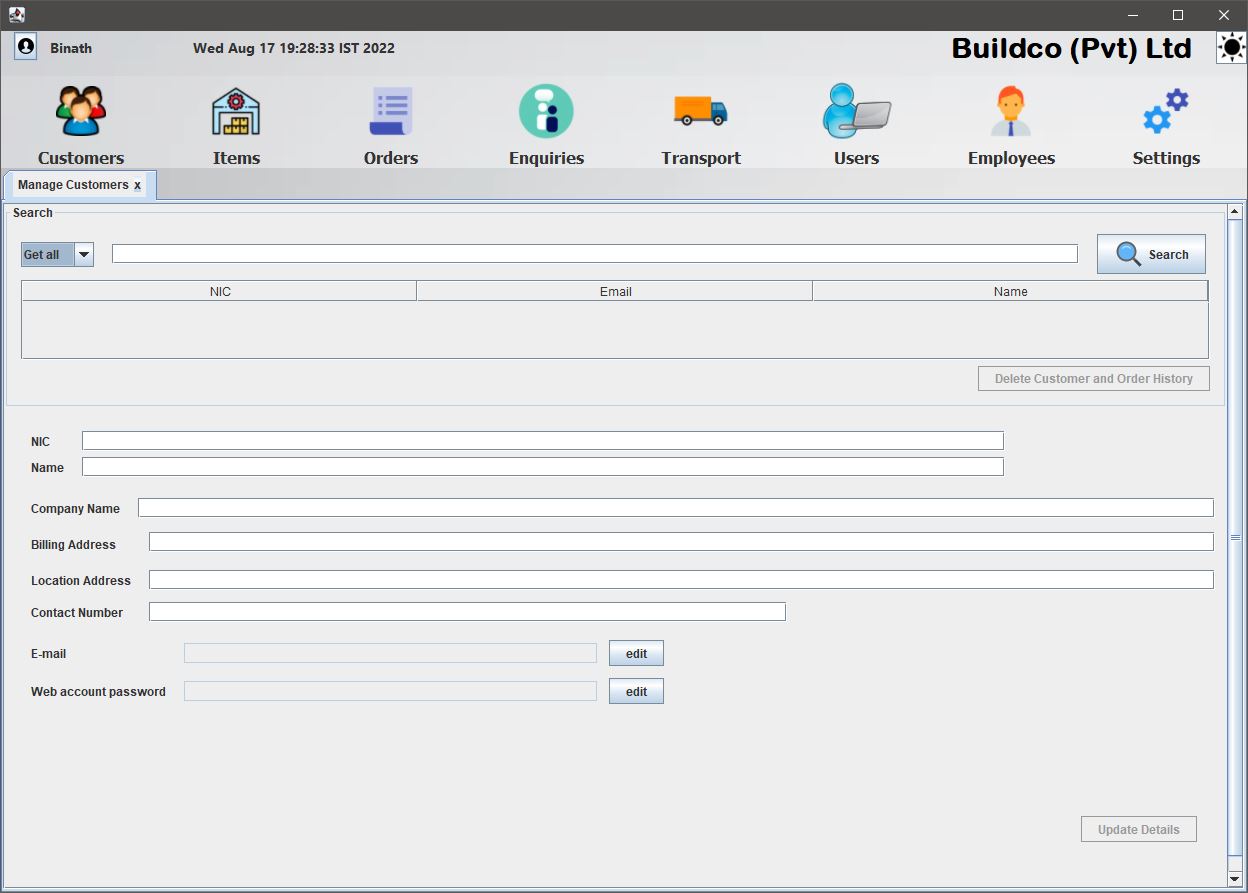 Binath Wed Aug 17 19:28:33 IST 2022 Buildco (Pvt) Ltd
Customers Items Orders Enquiries Transport Users Employees Settings
Manage Customers x
Search
Get all Search
NIC Email Name
Delete Customer and Order History
NIC
Name
Company Name
Billing Address
Location Address
Contact Number
E-mail edit
Web account password edit
Update Details